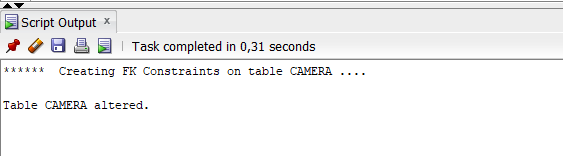 Script Output x
Task completed in 0,31 seconds
****** Creating FK Constraints on table CAMERA ....
Table CAMERA altered.